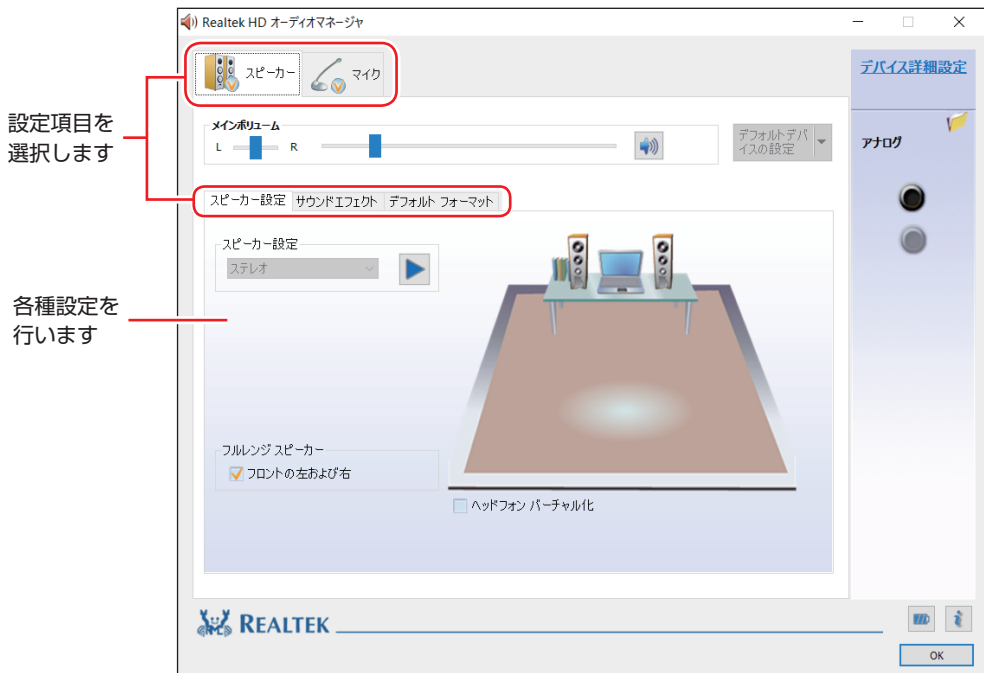 Realtek HD オーディオマネージャ
スピーカー
マイク
デバイス詳細設定
設定項目を
選択します
メインボリューム
L
R
デフォルトデバ
イスの設定
アナログ
スピーカー設定
サウンドエフェクト
デフォルト フォーマット
スピーカー設定
ステレオ
各種設定を
行います
フルレンジ スピーカー
フロントの左および右
ヘッドフォン バーチャル化
REALTEK
OK